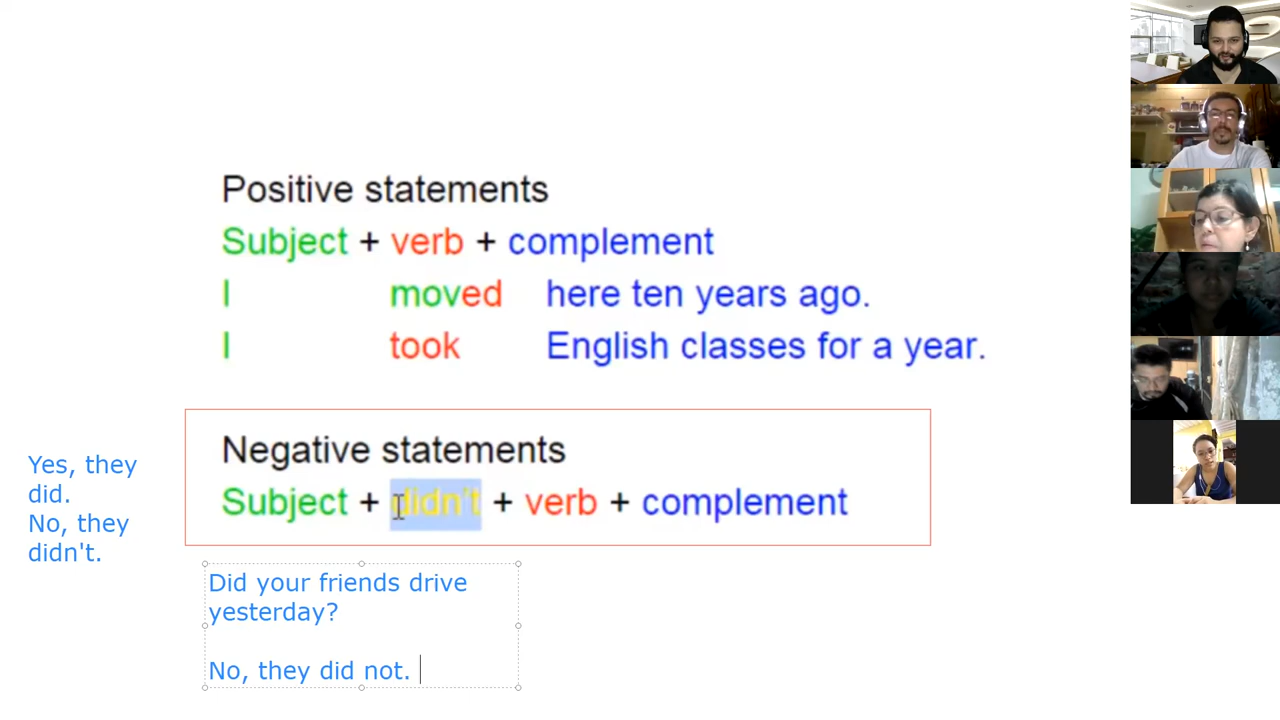 Positive statements
Subject + verb + complement
I moved here ten years ago.
I took English classes for a year.
Negative statements
Subject + didn't + verb + complement
Yes, they
did.
No, they
didn't.
Did your friends drive
yesterday?
No, they did not.